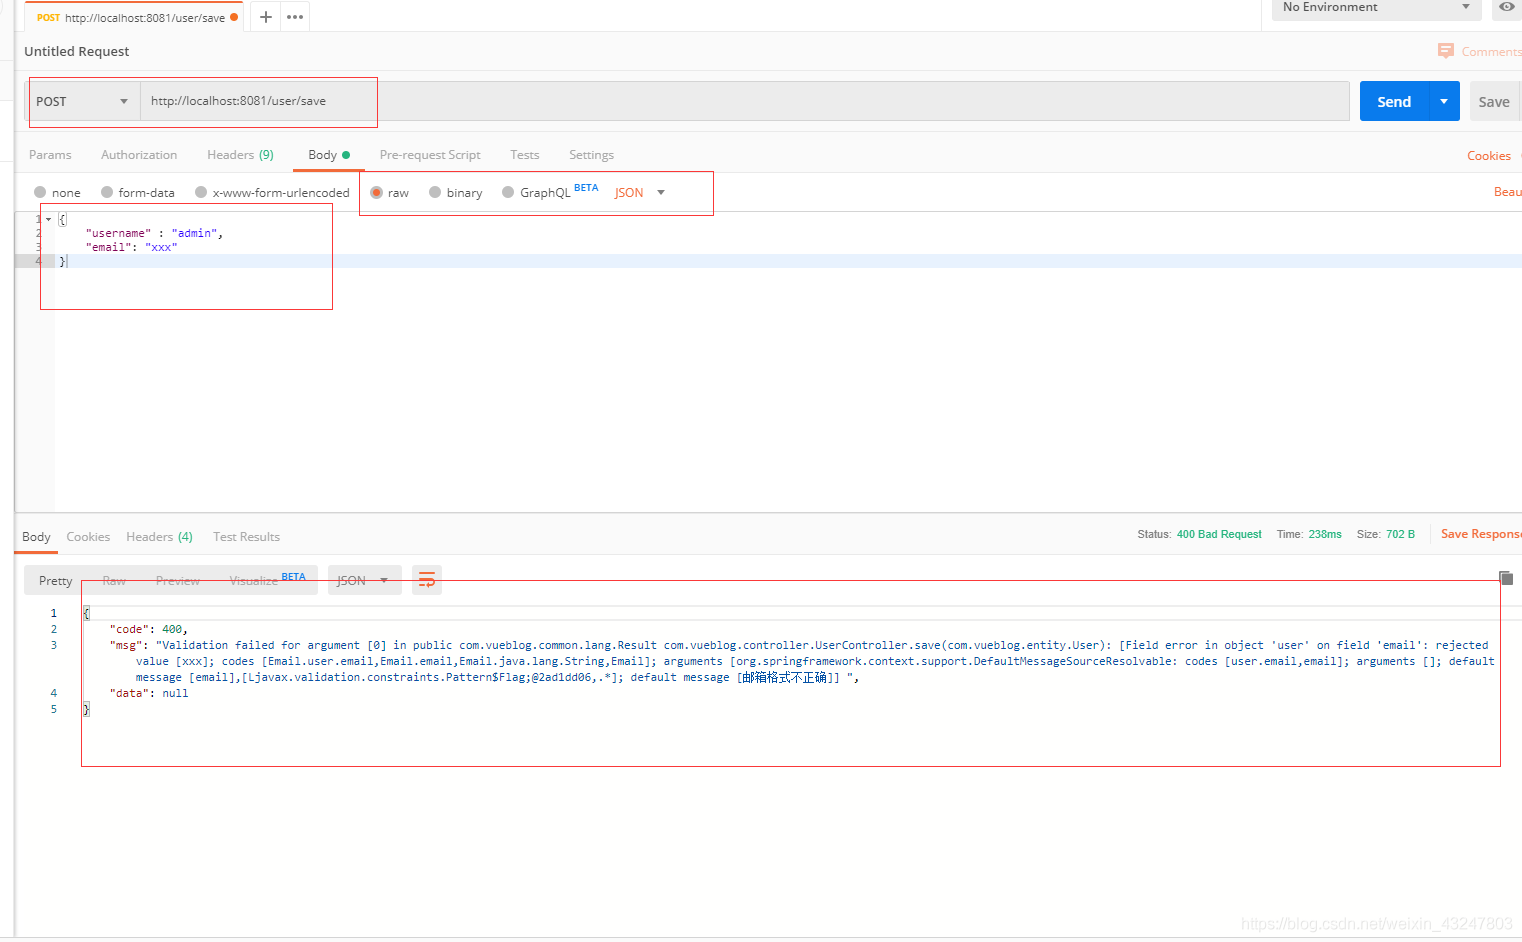 POST http://localhost:8081/user/save
+
No Environment
Untitled Request
Comments
POST http://localhost:8081/user/save
Send
Save
Params Authorization Headers (9) Body Pre-request Script Tests Settings
Cookies
none form-data x-www-form-urlencoded raw binary GraphQL BETA JSON
Beau
1 {
2 "username" : "admin",
3 "email": "xxx"
4 }
Body Cookies Headers (4) Test Results
Status: 400 Bad Request Time: 238ms Size: 702 B Save Response
Pretty Raw Preview Visualize BETA JSON
1 {
2 "code": 400,
3 "msg": "Validation failed for argument [0] in public com.vueblog.common.lang.Result com.vueblog.controller.UserController.save(com.vueblog.entity.User): [Field error in object 'user' on field 'email': rejected
value [xxx]; codes [Email.user.email,Email.email,Email.java.lang.String,Email]; arguments [org.springframework.context.support.DefaultMessageSourceResolvable: codes [user.email,email]; arguments []; default
message [email],[Ljavax.validation.constraints.Pattern$Flag;@2ad1dd06,.*]; default message [邮箱格式不正确]] ",
4 "data": null
5 }
https://blog.csdn.net/weixin_43247803